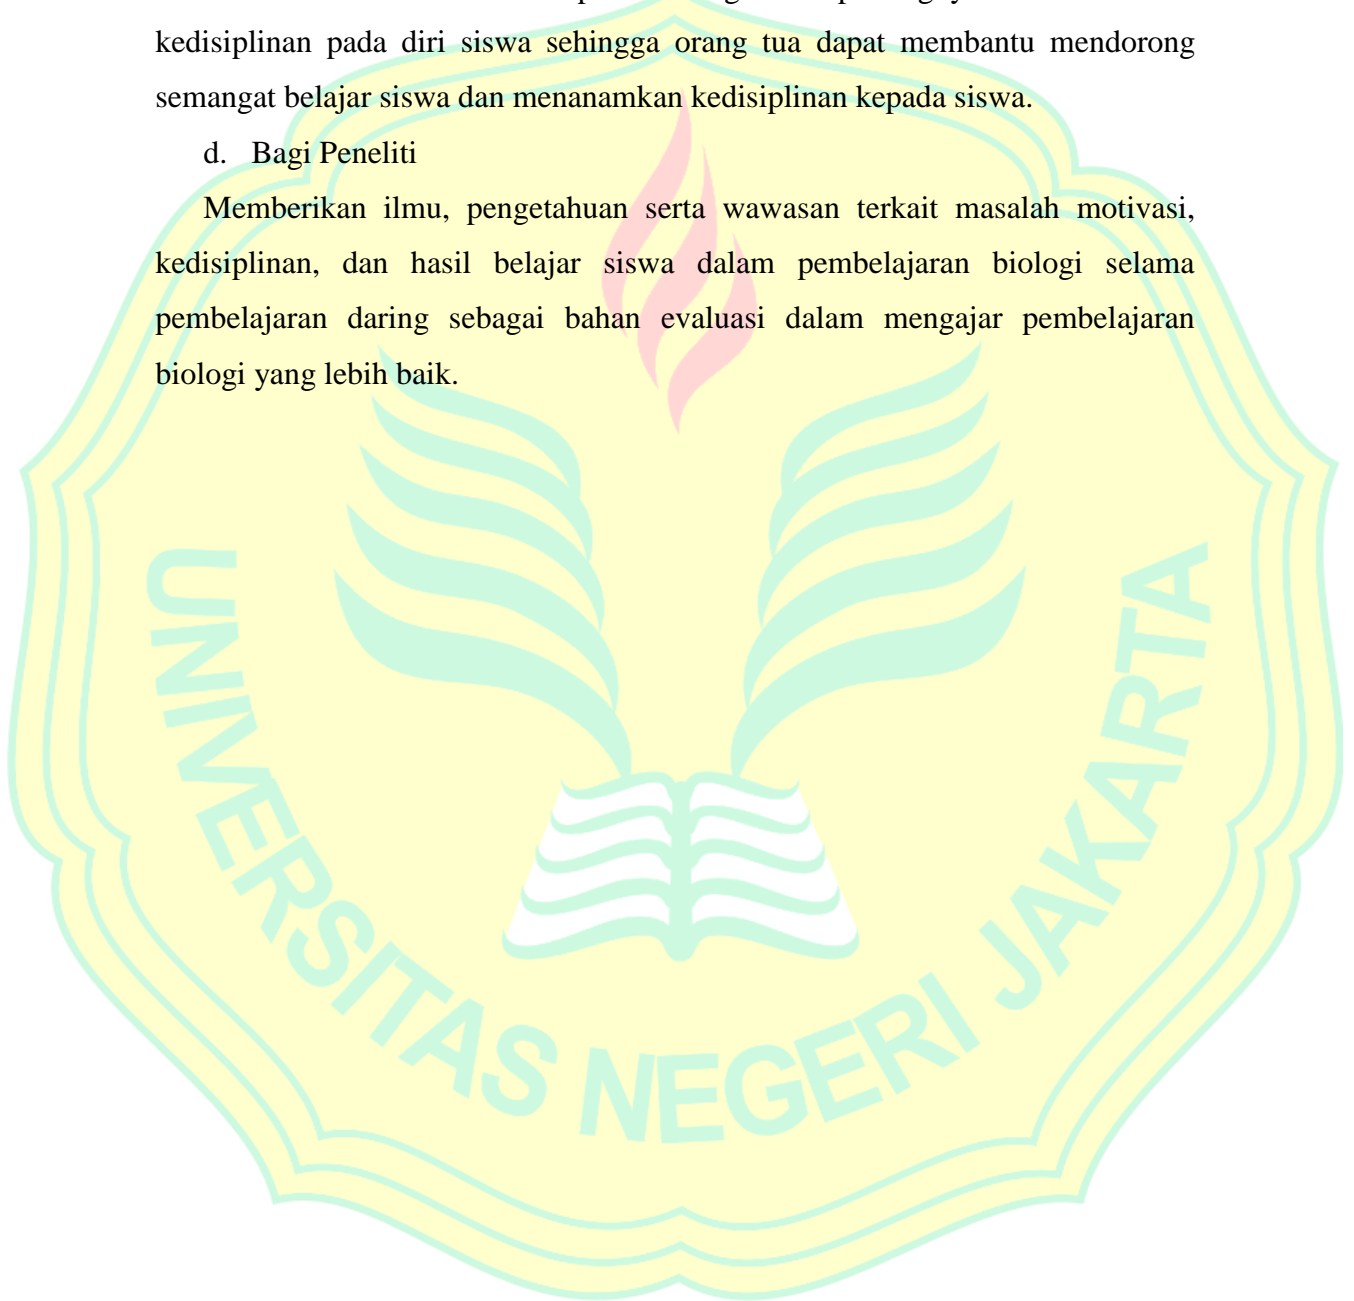 kedisiplinan pada diri siswa sehingga orang tua dapat membantu mendorong
semangat belajar siswa dan menanamkan kedisiplinan kepada siswa.
d. Bagi Peneliti
Memberikan ilmu, pengetahuan serta wawasan terkait masalah motivasi,
kedisiplinan, dan hasil belajar siswa dalam pembelajaran biologi selama
pembelajaran daring sebagai bahan evaluasi dalam mengajar pembelajaran
biologi yang lebih baik.
UNIVERSITAS NEGERI JAKARTA